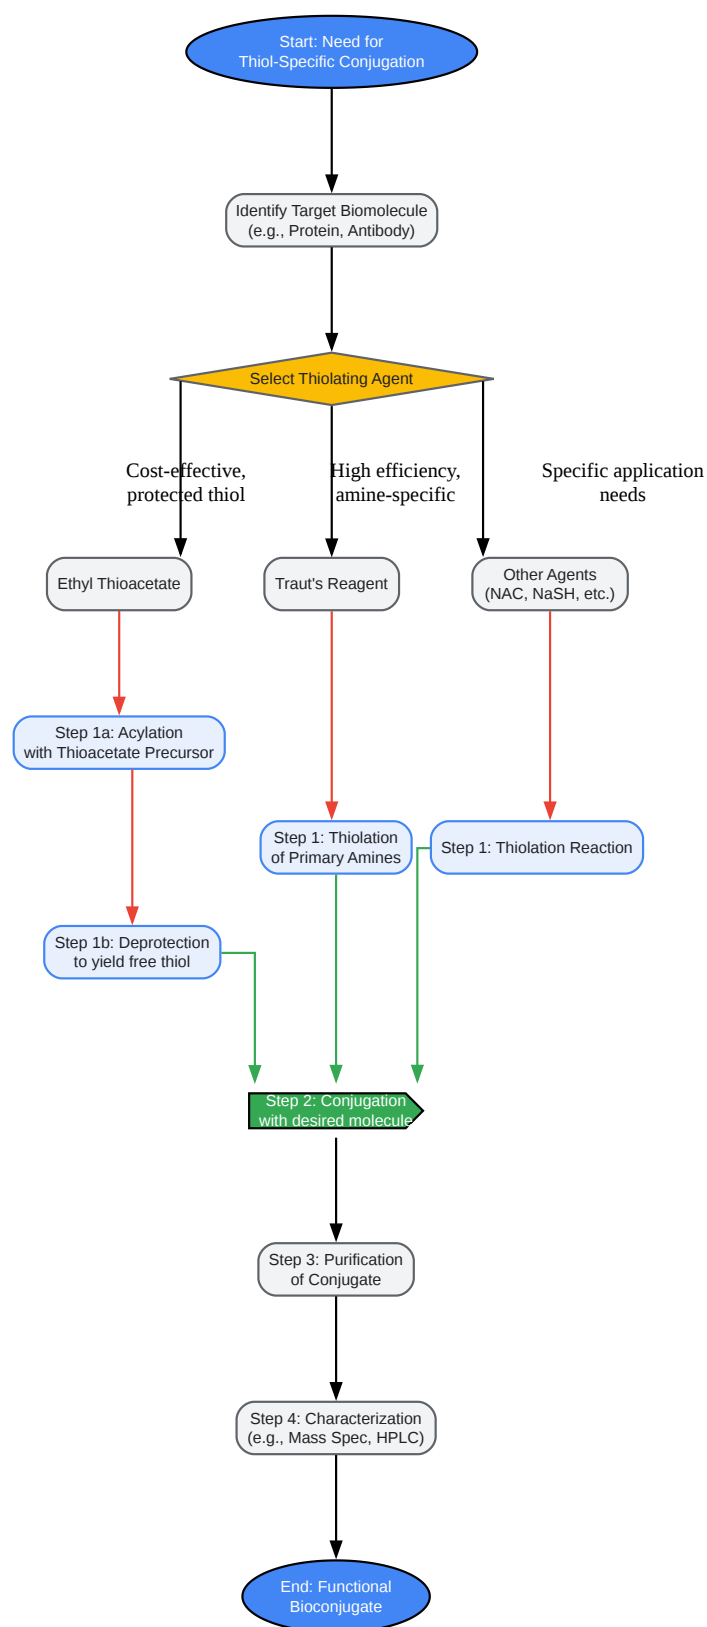 Start: Need for
Thiol-Specific Conjugation
Identify Target Biomolecule
(e.g., Protein, Antibody)
Select Thiolating Agent
Cost-effective,
protected thiol
High efficiency,
amine-specific
Specific application
needs
Ethyl Thioacetate
Traut's Reagent
Other Agents
(NAC, NaSH, etc.)
Step 1a: Acylation
with Thioacetate Precursor
Step 1: Thiolation
of Primary Amines
Step 1: Thiolation Reaction
Step 1b: Deprotection
to yield free thiol
Step 2: Conjugation
with desired molecule
Step 3: Purification
of Conjugate
Step 4: Characterization
(e.g., Mass Spec, HPLC)
End: Functional
Bioconjugate